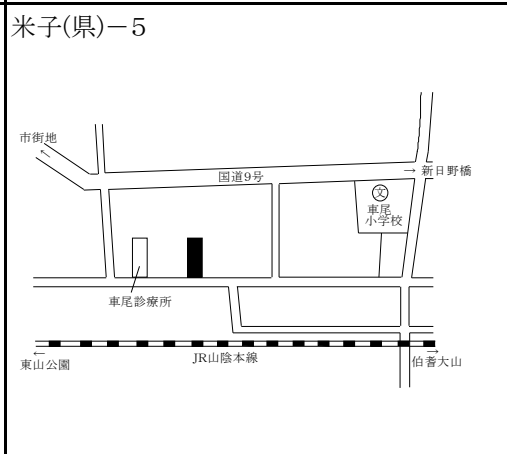 米子(県)－5
市街地
←
国道9号
→ 新日野橋
文
車尾
小学校
車尾診療所
←
東山公園
JR山陰本線
→
伯耆大山